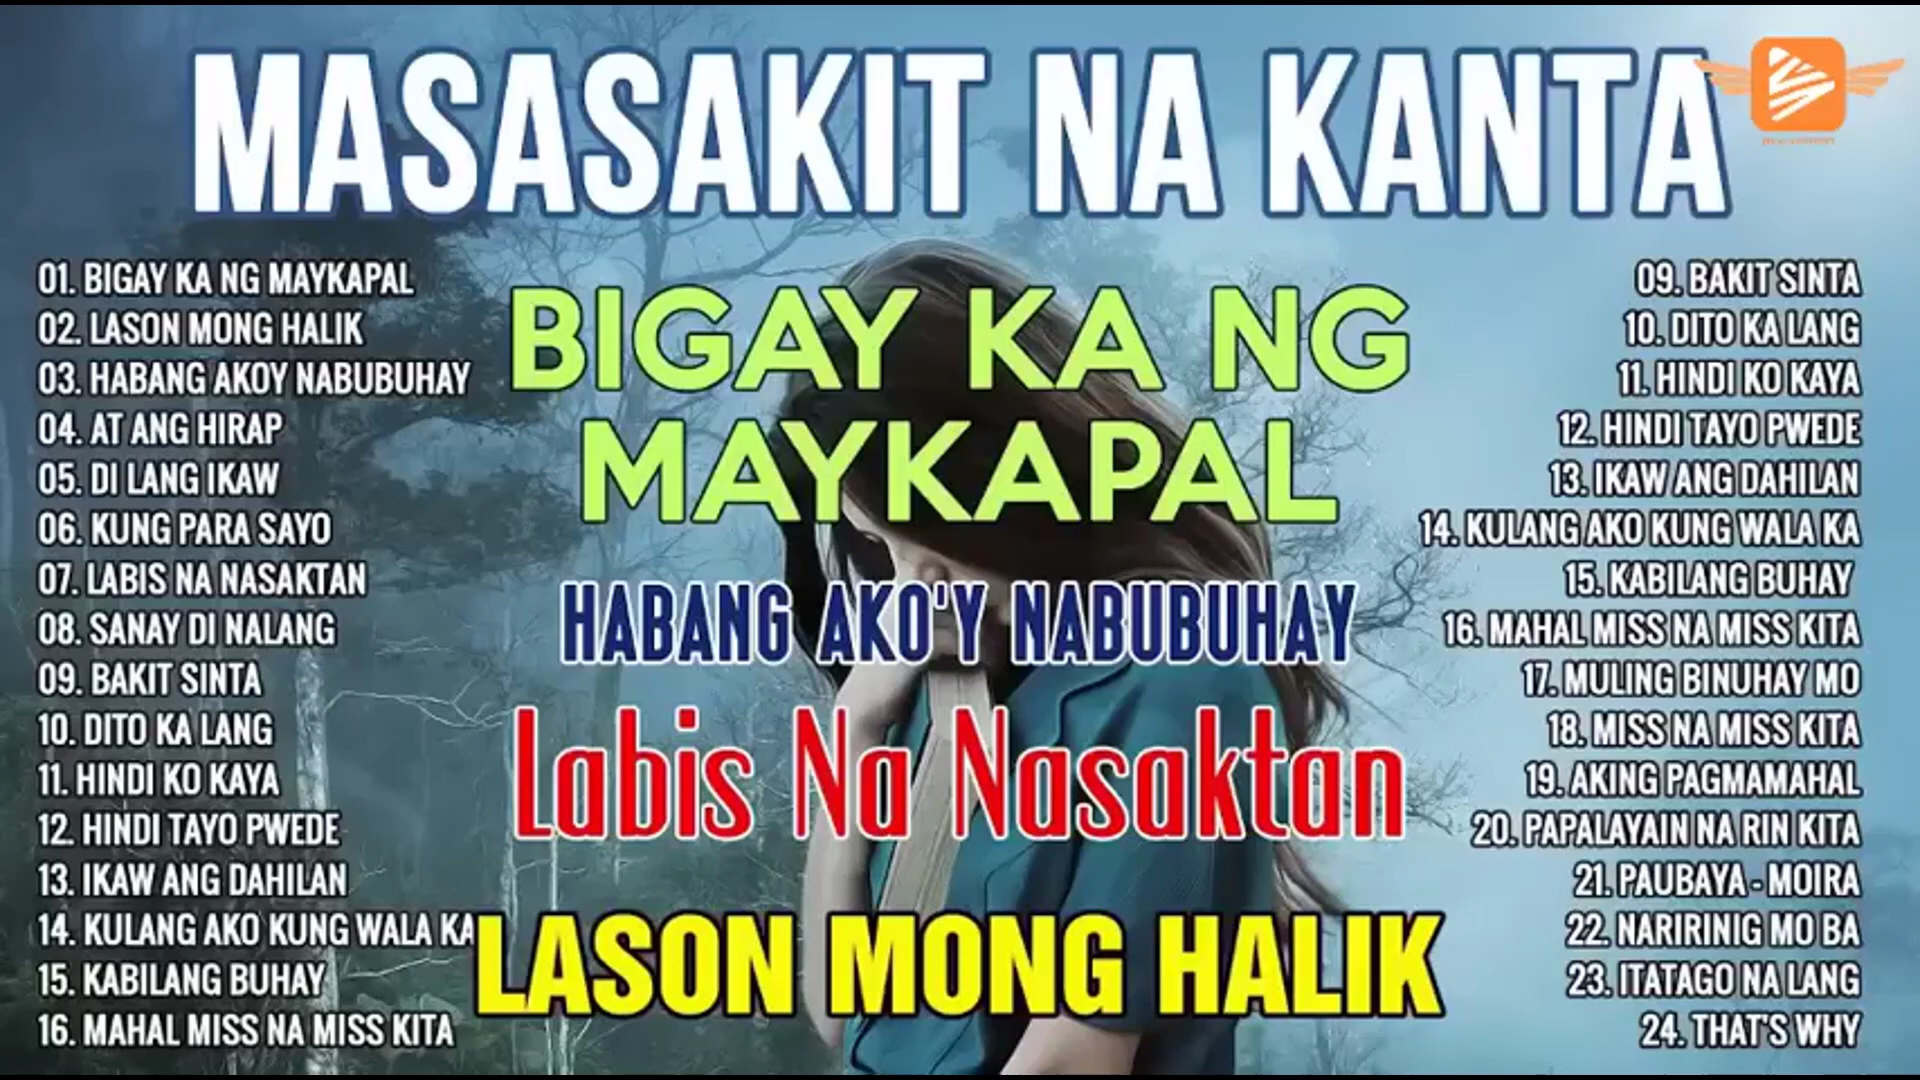 MASASAKIT NA KANTA
01. BIGAY KA NG MAYKAPAL
02. LASON MONG HALIK
03. HABANG AKOY NABUBUHAY
04. AT ANG HIRAP
05. DI LANG IKAW
06. KUNG PARA SAYO
07. LABIS NA NASAKTAN
08. SANAY DI NALANG
09. BAKIT SINTA
10. DITO KA LANG
11. HINDI KO KAYA
12. HINDI TAYO PWEDE
13. IKAW ANG DAHILAN
14. KULANG AKO KUNG WALA KA
15. KABILANG BUHAY
16. MAHAL MISS NA MISS KITA
BIGAY KA NG
MAYKAPAL
HABANG AKO'Y NABUBUHAY
Labis Na Nasaktan
LASON MONG HALIK
09. BAKIT SINTA
10. DITO KA LANG
11. HINDI KO KAYA
12. HINDI TAYO PWEDE
13. IKAW ANG DAHILAN
14. KULANG AKO KUNG WALA KA
15. KABILANG BUHAY
16. MAHAL MISS NA MISS KITA
17. MULING BINUHAY MO
18. MISS NA MISS KITA
19. AKING PAGMAMAHAL
20. PAPALAYAIN NA RIN KITA
21. PAUBAYA - MOIRA
22. NARIRINIG MO BA
23. ITATAGO NA LANG
24. THAT'S WHY